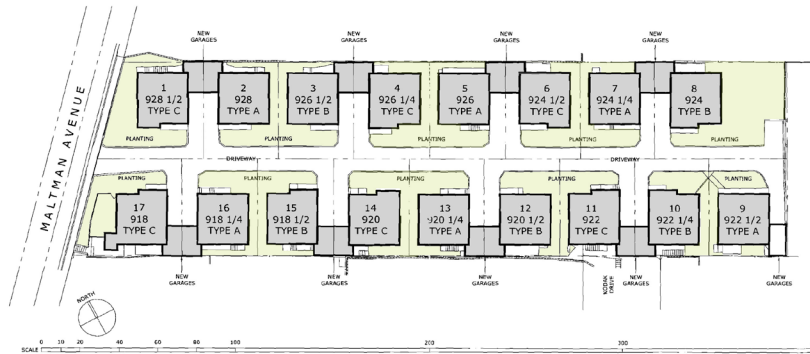 NEW
GARAGES
NEW
GARAGES
NEW
GARAGES
NEW
GARAGES
MALTMAN AVENUE
1
928 1/2
TYPE C
2
928
TYPE A
3
926 1/2
TYPE B
4
926 1/4
TYPE C
5
926
TYPE A
6
924 1/2
TYPE C
7
924 1/4
TYPE A
8
924
TYPE B
PLANTING
PLANTING
PLANTING
PLANTING
PLANTING
DRIVEWAY
DRIVEWAY
PLANTING
PLANTING
PLANTING
PLANTING
PLANTING
17
918
TYPE C
16
918 1/4
TYPE A
15
918 1/2
TYPE B
14
920
TYPE C
13
920 1/4
TYPE A
12
920 1/2
TYPE B
11
922
TYPE C
10
922 1/4
TYPE B
9
922 1/2
TYPE A
NEW
GARAGES
NEW
GARAGES
NEW
GARAGES
KODAK
DRIVE
NEW
GARAGES
NEW
GARAGES
NORTH
SCALE 0 10 20 40 60 80 100 200 300